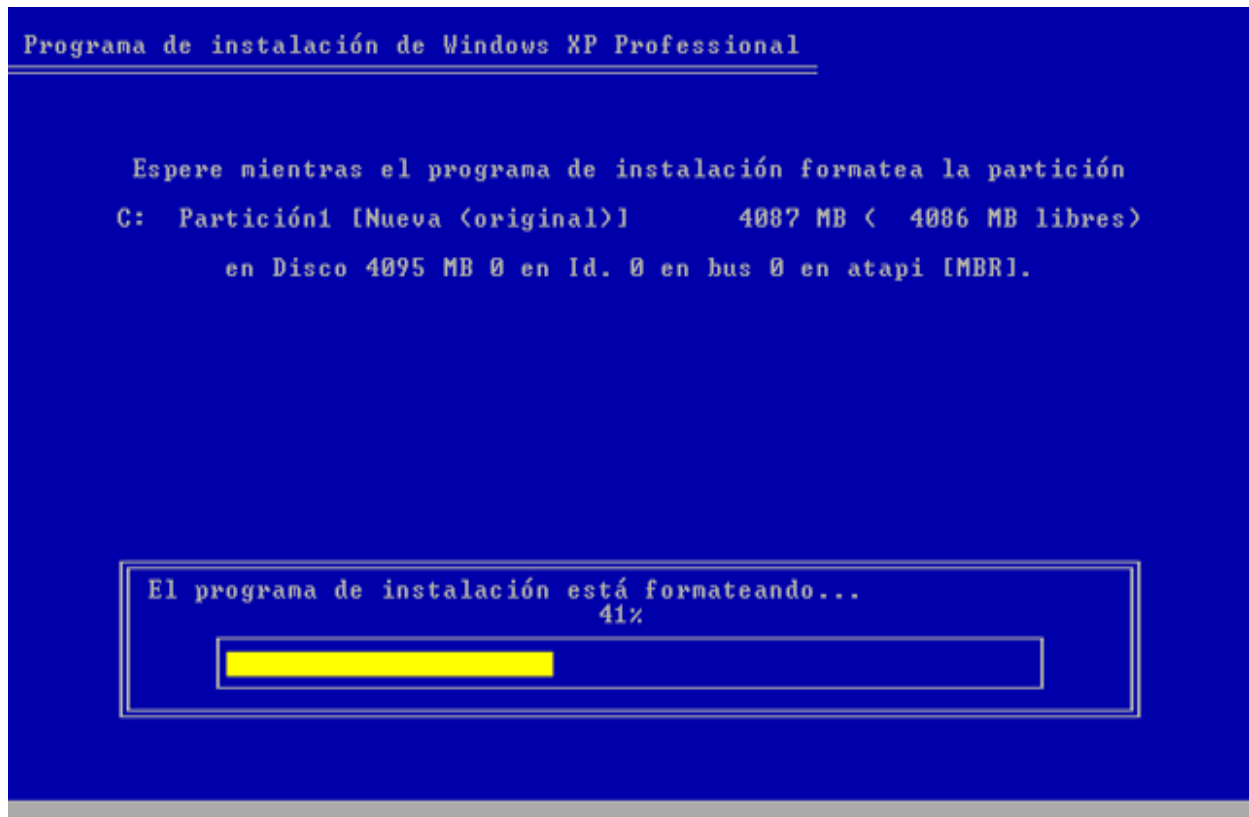 Programa de instalación de Windows XP Professional
Espere mientras el programa de instalación formatea la partición
C: Partición1 [Nueva (original)] 4087 MB ( 4086 MB libres)
en Disco 4095 MB 0 en Id. 0 en bus 0 en atapi [MBR].
El programa de instalación está formateando...
41%